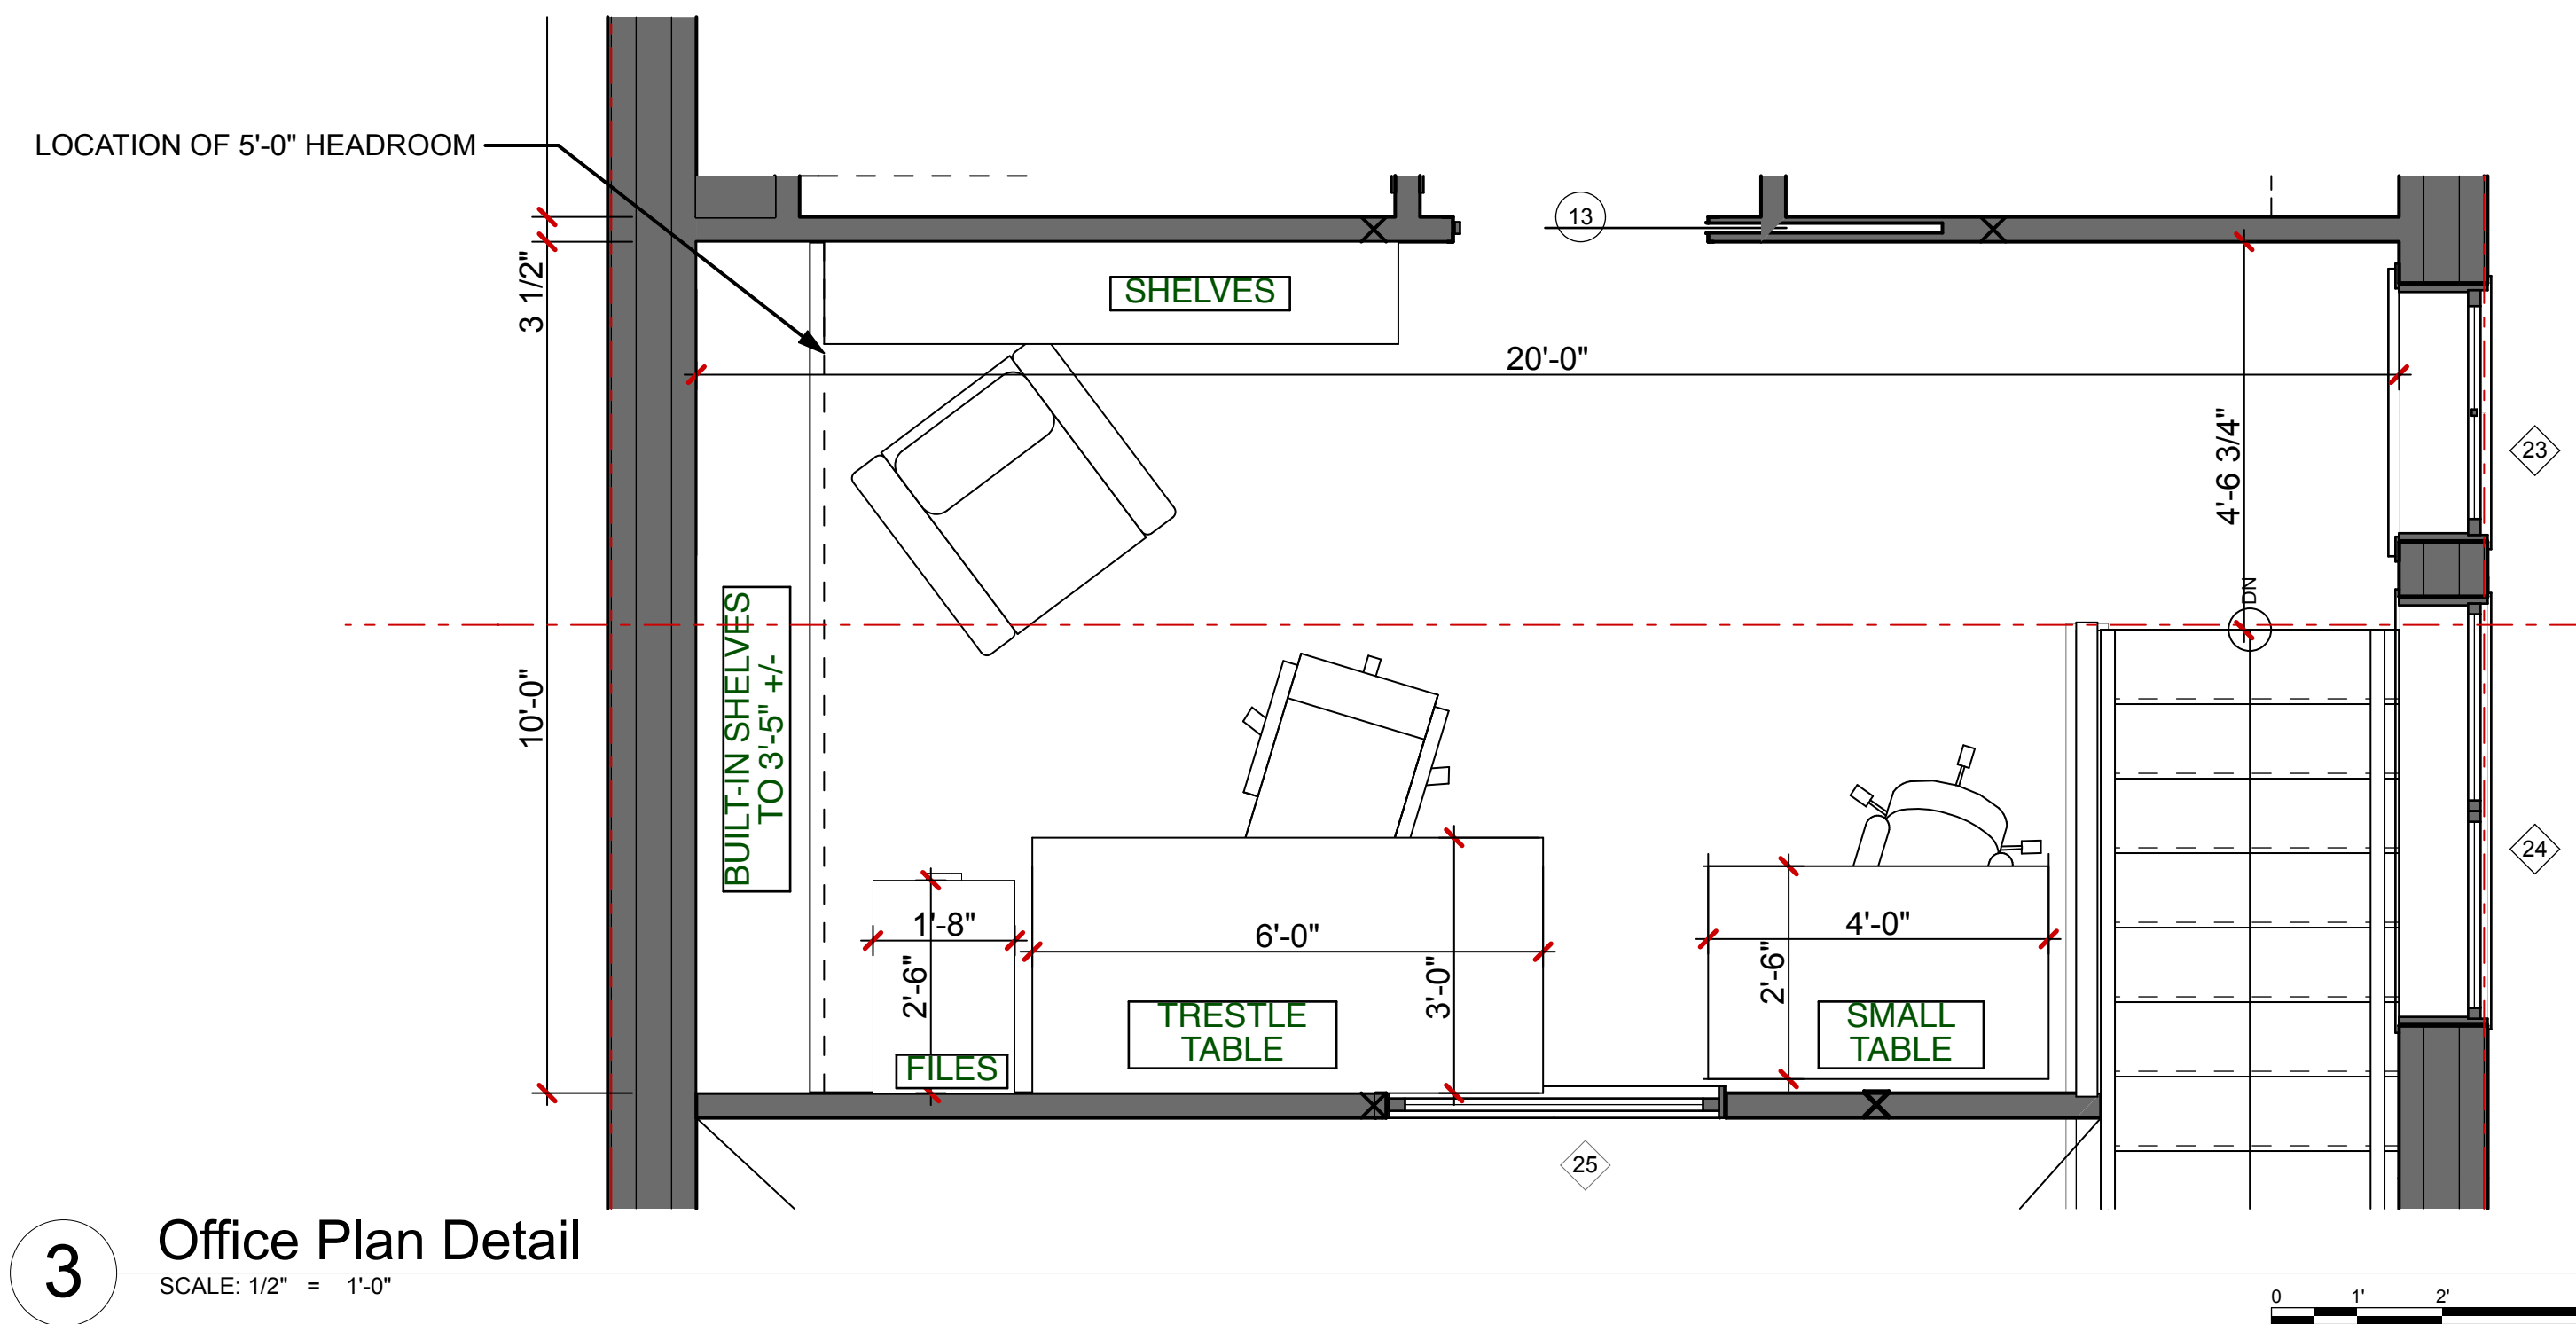 LOCATION OF 5'-0" HEADROOM
13
SHELVES
3 1/2"
20'-0"
4'-6 3/4"
23
DN
BUILT-IN SHELVES
TO 3'-5" +/-
10'-0"
24
1'-8"
6'-0"
4'-0"
2'-6"
3'-0"
2'-6"
TRESTLE
TABLE
SMALL
TABLE
FILES
25
3
Office Plan Detail
SCALE: 1/2" = 1'-0"
0 1' 2'